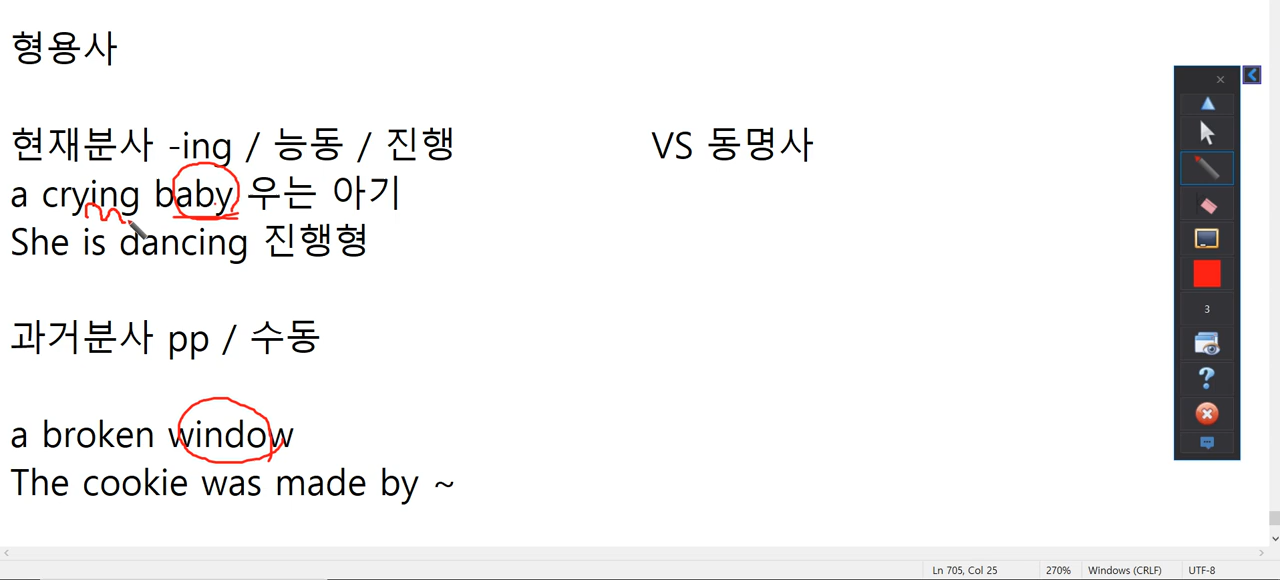 형용사
현재분사 -ing / 능동 / 진행 VS 동명사
a crying baby 우는 아기
She is dancing 진행형
과거분사 pp / 수동
a broken window
The cookie was made by ~
3
Ln 705, Col 25 270% Windows (CRLF) UTF-8